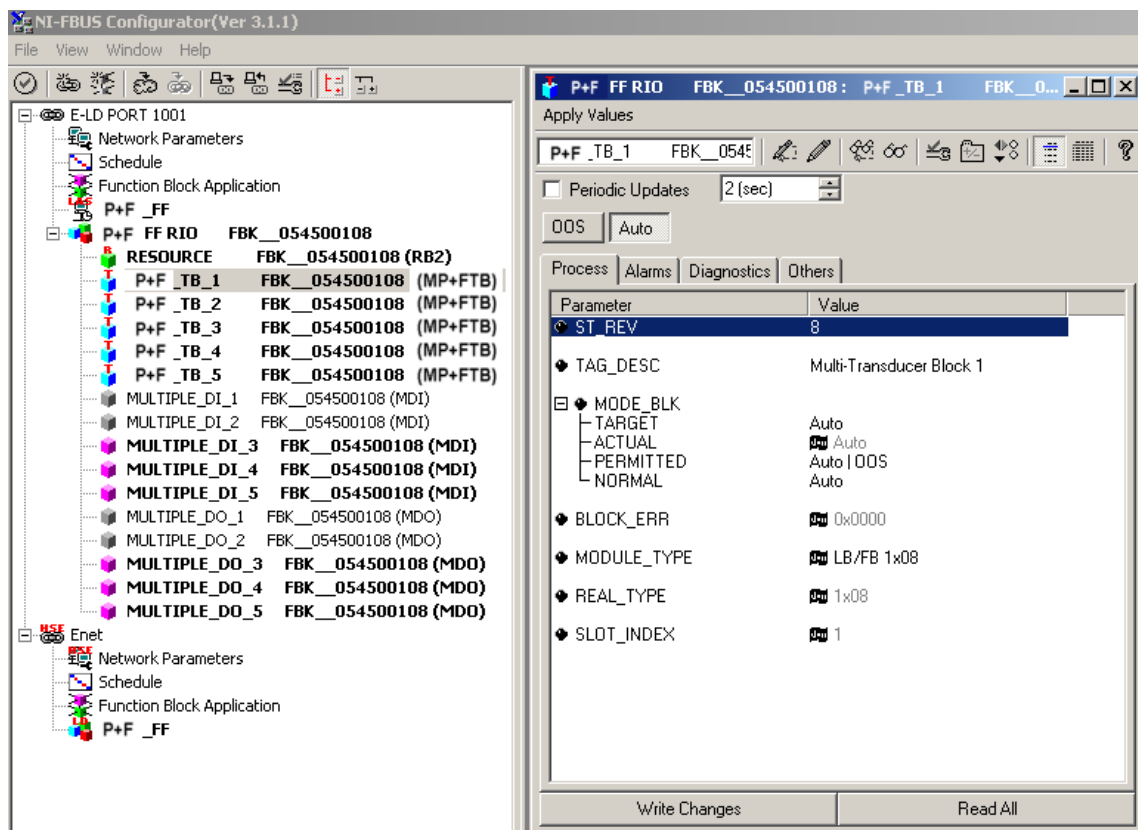 NI-FBUS Configurator(Ver 3.1.1)
File View Window Help
E-LD PORT 1001
Network Parameters
Schedule
Function Block Application
P+F _FF
P+F FF RIO FBK__054500108
RESOURCE FBK__054500108 (RB2)
P+F _TB_1 FBK__054500108 (MP+FTB)
P+F _TB_2 FBK__054500108 (MP+FTB)
P+F _TB_3 FBK__054500108 (MP+FTB)
P+F _TB_4 FBK__054500108 (MP+FTB)
P+F _TB_5 FBK__054500108 (MP+FTB)
MULTIPLE_DI_1 FBK__054500108 (MDI)
MULTIPLE_DI_2 FBK__054500108 (MDI)
MULTIPLE_DI_3 FBK__054500108 (MDI)
MULTIPLE_DI_4 FBK__054500108 (MDI)
MULTIPLE_DI_5 FBK__054500108 (MDI)
MULTIPLE_DO_1 FBK__054500108 (MDO)
MULTIPLE_DO_2 FBK__054500108 (MDO)
MULTIPLE_DO_3 FBK__054500108 (MDO)
MULTIPLE_DO_4 FBK__054500108 (MDO)
MULTIPLE_DO_5 FBK__054500108 (MDO)
HSE
Enet
Network Parameters
Schedule
Function Block Application
LD
P+F _FF
P+F FF RIO FBK__054500108 : P+F _TB_1 FBK__0...
Apply Values
P+F _TB_1 FBK__0545
Periodic Updates 2 (sec)
OOS Auto
Process Alarms Diagnostics Others
Parameter Value
ST_REV 8
TAG_DESC Multi-Transducer Block 1
MODE_BLK
TARGET Auto
ACTUAL Auto
PERMITTED Auto | OOS
NORMAL Auto
BLOCK_ERR 0x0000
MODULE_TYPE LB/FB 1x08
REAL_TYPE 1x08
SLOT_INDEX 1
Write Changes Read All